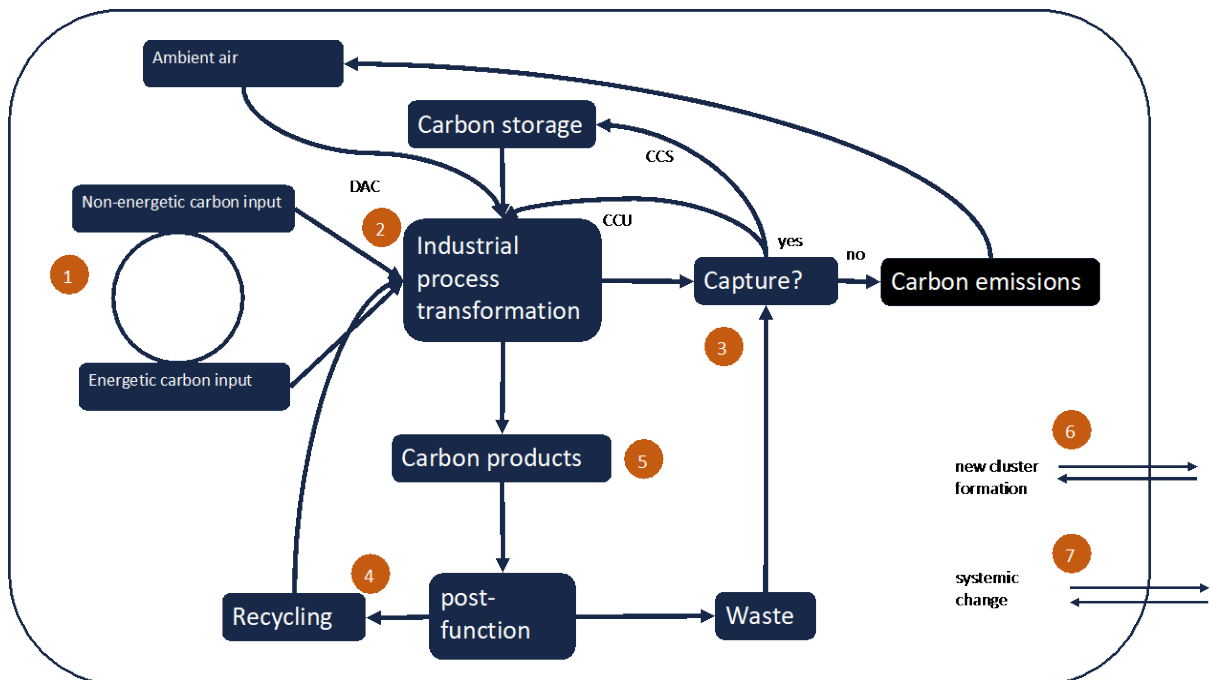 Ambient air
Carbon storage
CCS
DAC
Non-energetic carbon input
2
CCU
Industrial
process
transformation
yes
no
1
Capture?
Carbon emissions
3
Energetic carbon input
6
Carbon products
5
new cluster
formation
7
4
systemic
change
Recycling
post-
function
Waste